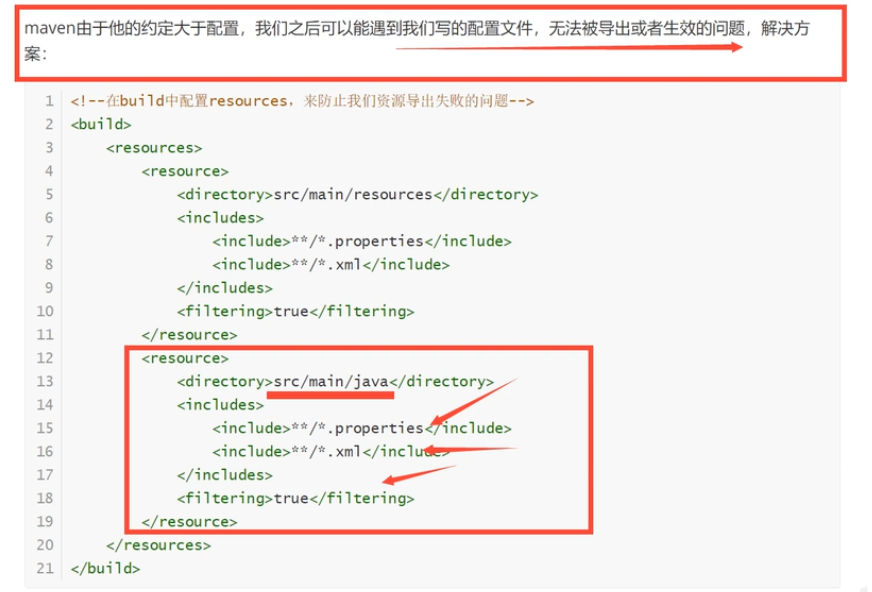 maven由于他的约定大于配置，我们之后可以能遇到我们写的配置文件，无法被导出或者生效的问题，解决方
案：
1 <!--在build中配置resources，来防止我们资源导出失败的问题-->
2 <build>
3     <resources>
4         <resource>
5             <directory>src/main/resources</directory>
6             <includes>
7                 <include>**/*.properties</include>
8                 <include>**/*.xml</include>
9             </includes>
10             <filtering>true</filtering>
11         </resource>
12         <resource>
13             <directory>src/main/java</directory>
14             <includes>
15                 <include>**/*.properties</include>
16                 <include>**/*.xml</include>
17             </includes>
18             <filtering>true</filtering>
19         </resource>
20     </resources>
21 </build>